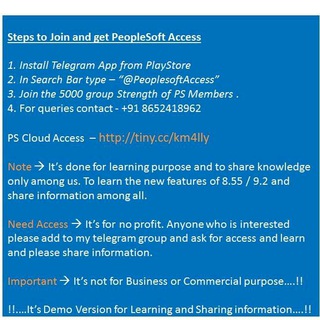 Steps to Join and get PeopleSoft Access
1. Install Telegram App from PlayStore
2. In Search Bar type – “@PeoplesoftAccess”
3. Join the 5000 group Strength of PS Members .
4. For queries contact - +91 8652418962
PS Cloud Access – http://tiny.cc/km4lly
Note → It’s done for learning purpose and to share knowledge
only among us. To learn the new features of 8.55 / 9.2 and
share information among all.
Need Access → It’s for no profit. Anyone who is interested
please add to my telegram group and ask for access and learn
and please share information.
Important → It’s not for Business or Commercial purpose....!!
!!....It’s Demo Version for Learning and Sharing information....!!